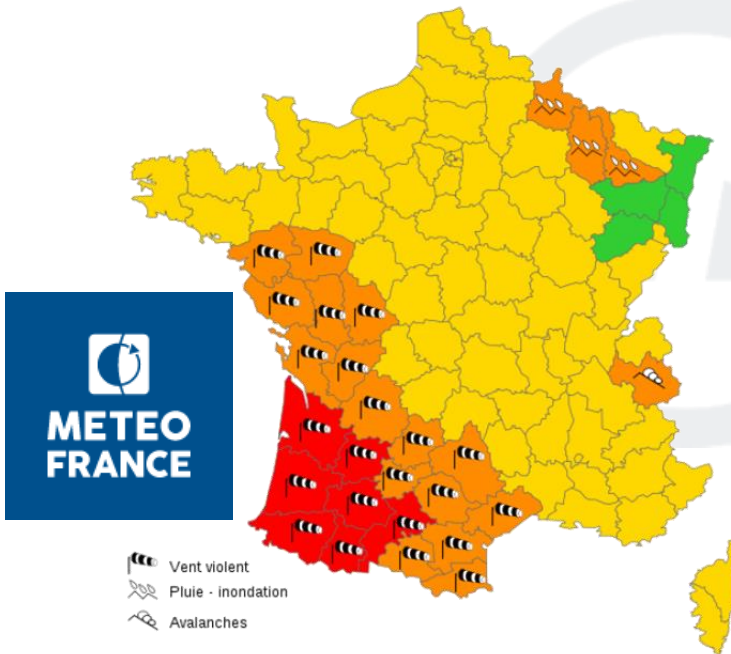 METEO
FRANCE
Vent violent
Pluie - inondation
Avalanches